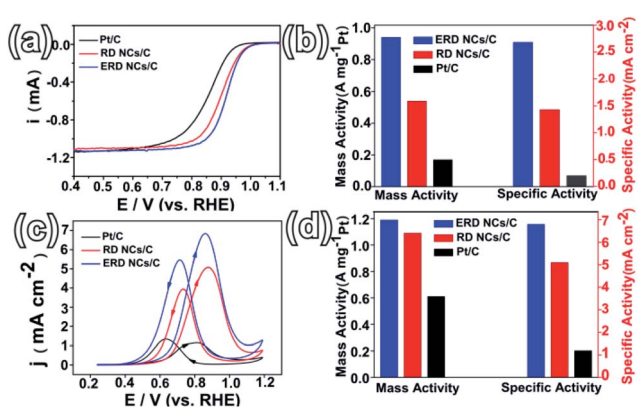 (a)
Pt/C
RD NCs/C
ERD NCs/C
i (mA)
0.0
-0.4
-0.8
-1.2
0.4 0.5 0.6 0.7 0.8 0.9 1.0 1.1
E / V (vs. RHE)
(b)
ERD NCs/C
RD NCs/C
Pt/C
Mass Activity(A mg-1Pt)
1.0
0.8
0.6
0.4
0.2
0.0
Specific Activity(mA cm-2)
3.0
2.5
2.0
1.5
1.0
0.5
0.0
Mass Activity Specific Activity
(c)
Pt/C
RD NCs/C
ERD NCs/C
j (mA cm-2)
7
6
5
4
3
2
1
0
0.2 0.4 0.6 0.8 1.0 1.2
E / V (vs. RHE)
(d)
ERD NCs/C
RD NCs/C
Pt/C
Mass Activity(A mg-1Pt)
1.2
1.0
0.8
0.6
0.4
0.2
0.0
Specific Activity(mA cm-2)
7
6
5
4
3
2
1
0
Mass Activity Specific Activity